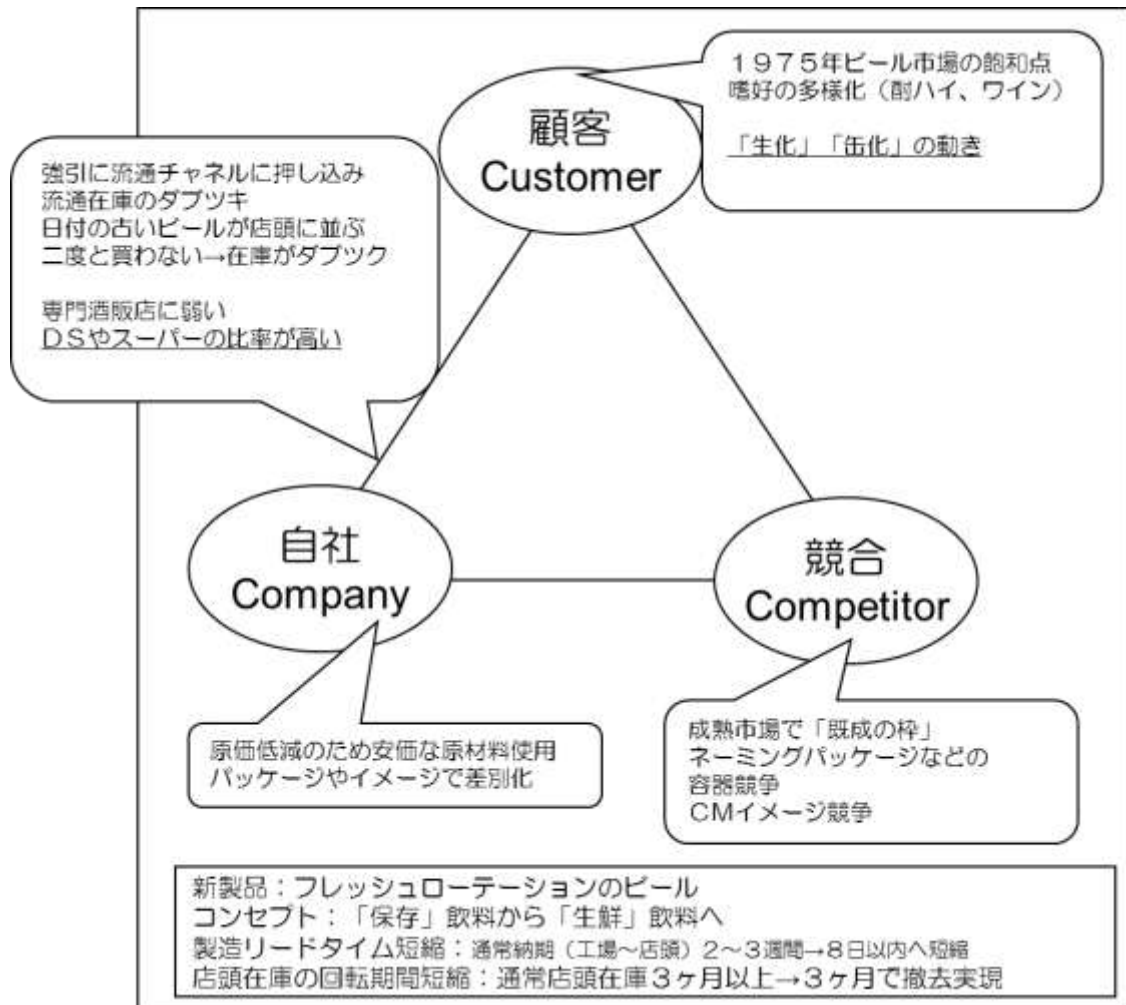 顧客
Customer
1975年ビール市場の飽和点
嗜好の多様化(酎ハイ、ワイン)
「生化」「缶化」の動き
強引に流通チャネルに押し込み
流通在庫のダブツキ
日付の古いビールが店頭に並ぶ
二度と買わない→在庫がダブツク
専門酒販店に弱い
DSやスーパーの比率が高い
自社
Company
競合
Competitor
原価低減のため安価な原材料使用
パッケージやイメージで差別化
成熟市場で「既成の枠」
ネーミングパッケージなどの
容器競争
CMイメージ競争
新製品:フレッシュローテーションのビール
コンセプト:「保存」飲料から「生鮮」飲料へ
製造リードタイム短縮:通常納期(工場~店頭)2~3週間→8日以内へ短縮
店頭在庫の回転期間短縮:通常店頭在庫3ヶ月以上→3ヶ月で撤去実現